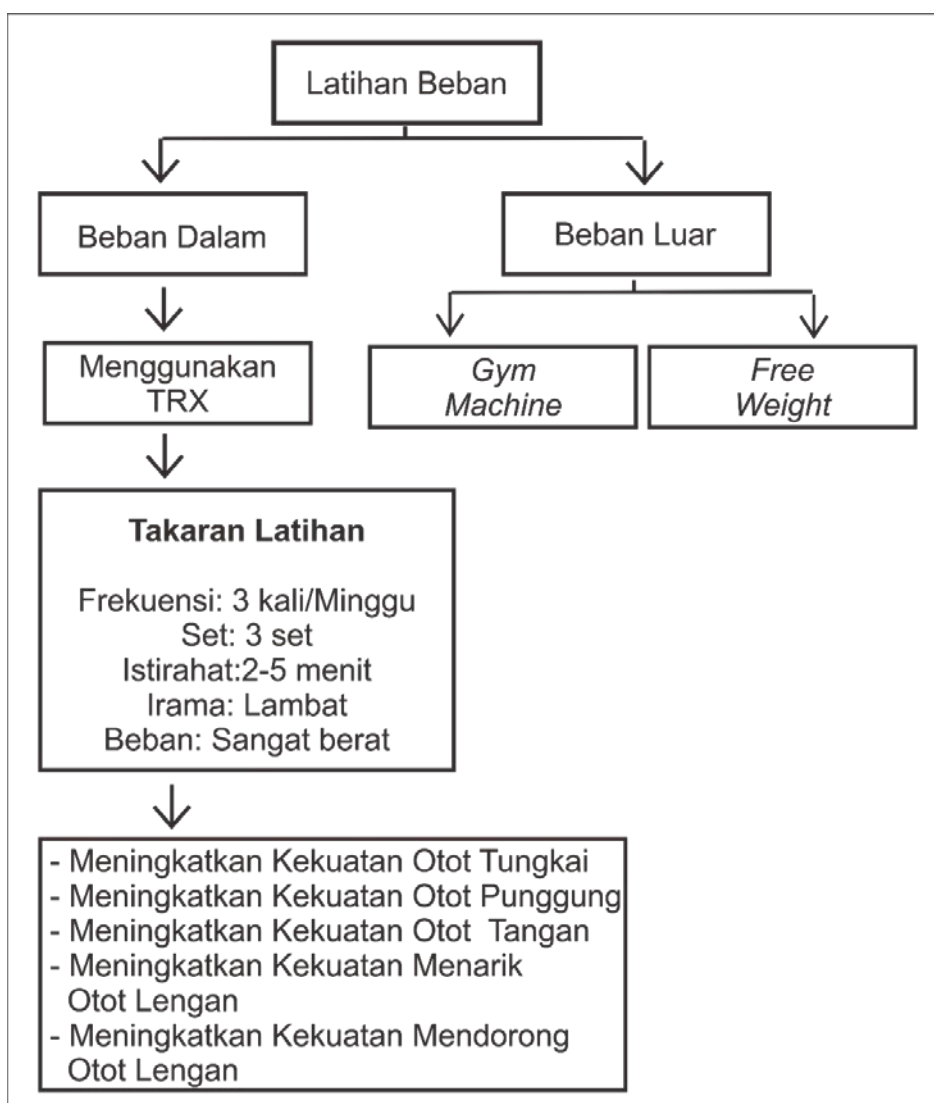 Latihan Beban
Beban Dalam
Beban Luar
Menggunakan
TRX
Gym
Machine
Free
Weight
Takaran Latihan
Frekuensi: 3 kali/Minggu
Set: 3 set
Istirahat:2-5 menit
Irama: Lambat
Beban: Sangat berat
- Meningkatkan Kekuatan Otot Tungkai
- Meningkatkan Kekuatan Otot Punggung
- Meningkatkan Kekuatan Otot Tangan
- Meningkatkan Kekuatan Menarik
Otot Lengan
- Meningkatkan Kekuatan Mendorong
Otot Lengan